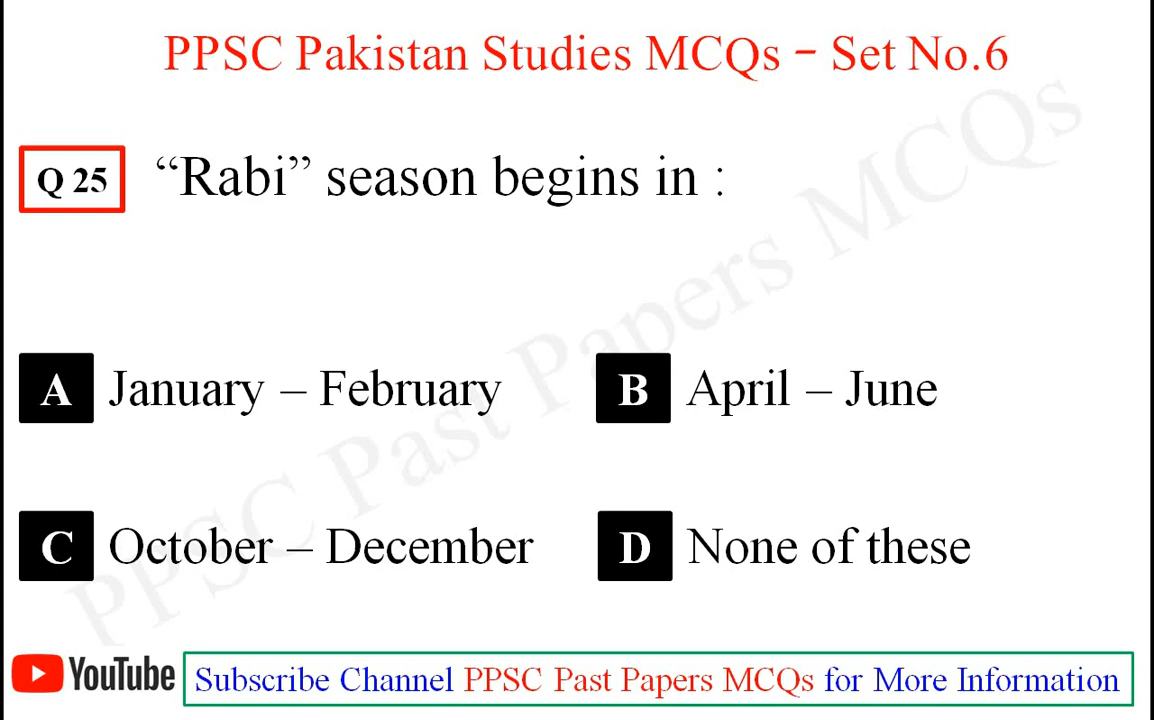 PPSC Pakistan Studies MCQs – Set No.6
Q 25 “Rabi” season begins in :
A January – February B April – June
C October – December D None of these
YouTube Subscribe Channel PPSC Past Papers MCQs for More Information
PPSC Past Papers MCQs